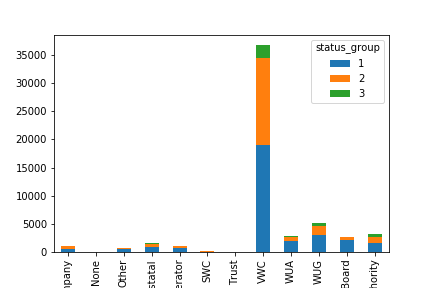 status_group
1
2
3
35000
30000
25000
20000
15000
10000
5000
0
pany
None
Other
statal
erator
SWC
Trust
VWC
WUA
WUG
Board
hority